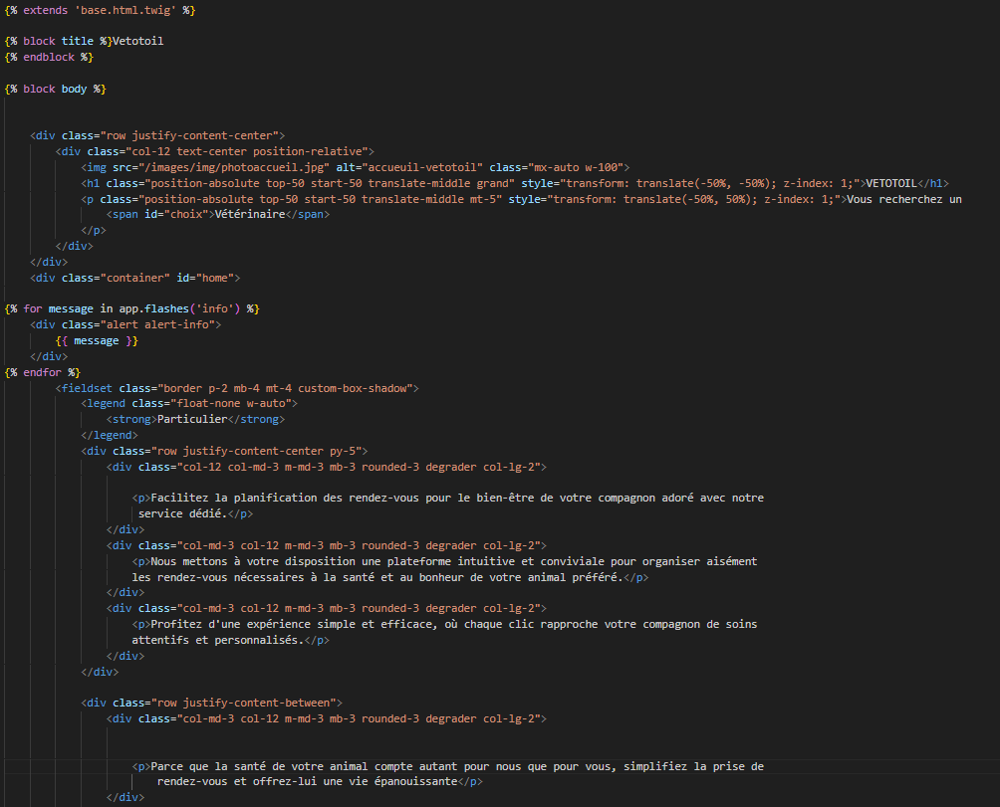 {% extends 'base.html.twig' %}
{% block title %}Vetotoil
{% endblock %}
{% block body %}
<div class="row justify-content-center">
<div class="col-12 text-center position-relative">
<img src="/images/img/photoaccueil.jpg" alt="accueuil-vetotoil" class="mx-auto w-100">
<h1 class="position-absolute top-50 start-50 translate-middle grand" style="transform: translate(-50%, -50%); z-index: 1;">VETOTOIL</h1>
<p class="position-absolute top-50 start-50 translate-middle mt-5" style="transform: translate(-50%, 50%); z-index: 1;">Vous recherchez un
<span id="choix">Vétérinaire</span>
</p>
</div>
</div>
<div class="container" id="home">
{% for message in app.flashes('info') %}
<div class="alert alert-info">
{{ message }}
</div>
{% endfor %}
<fieldset class="border p-2 mb-4 mt-4 custom-box-shadow">
<legend class="float-none w-auto">
<strong>Particulier</strong>
</legend>
<div class="row justify-content-center py-5">
<div class="col-12 col-md-3 m-md-3 mb-3 rounded-3 degrader col-lg-2">
<p>Facilitez la planification des rendez-vous pour le bien-être de votre compagnon adoré avec notre
service dédié.</p>
</div>
<div class="col-md-3 col-12 m-md-3 mb-3 rounded-3 degrader col-lg-2">
<p>Nous mettons à votre disposition une plateforme intuitive et conviviale pour organiser aisément
les rendez-vous nécessaires à la santé et au bonheur de votre animal préféré.</p>
</div>
<div class="col-md-3 col-12 m-md-3 mb-3 rounded-3 degrader col-lg-2">
<p>Profitez d'une expérience simple et efficace, où chaque clic rapproche votre compagnon de soins
attentifs et personnalisés.</p>
</div>
</div>
<div class="row justify-content-between">
<div class="col-md-3 col-12 m-md-3 mb-3 rounded-3 degrader col-lg-2">
<p>Parce que la santé de votre animal compte autant pour nous que pour vous, simplifiez la prise de
rendez-vous et offrez-lui une vie épanouissante</p>
</div>